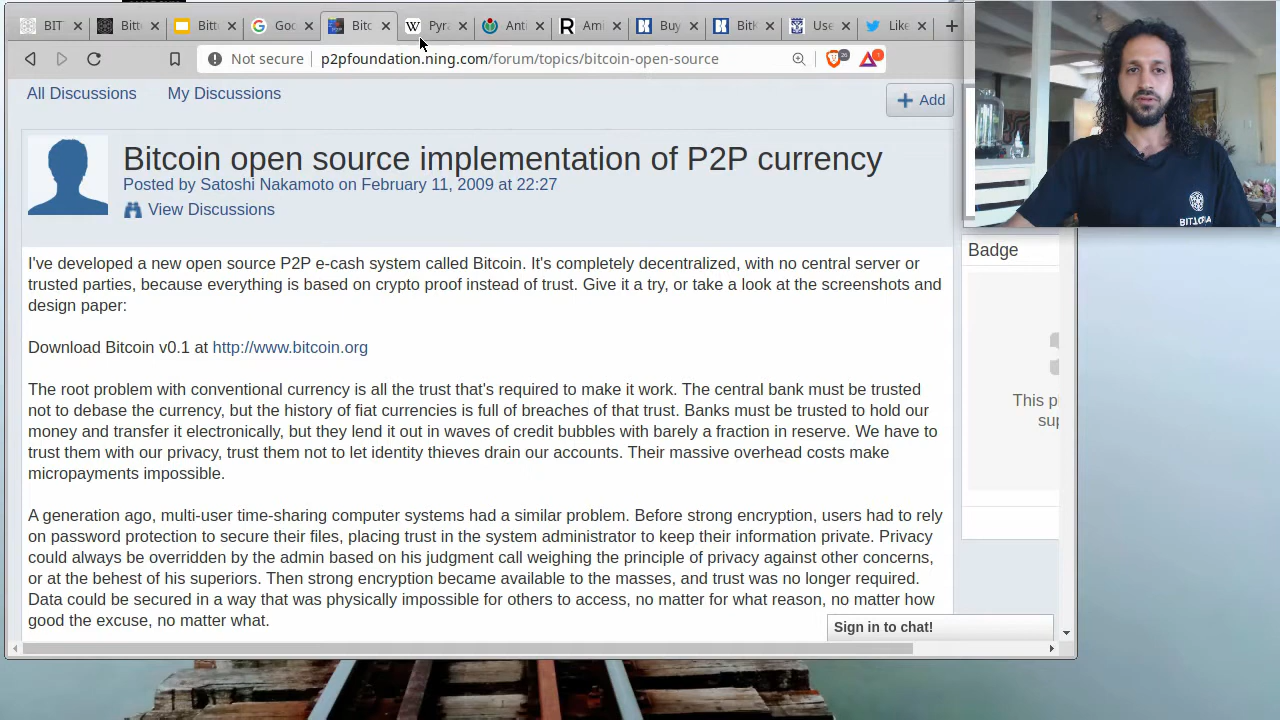 BIT
Bitt
Bitt
Goo
Bitc
Pyra
Anti
Am
Buy
Bit
Use
Like
Not secure
p2pfoundation.ning.com/forum/topics/bitcoin-open-source
26
1
All Discussions
My Discussions
+ Add
Bitcoin open source implementation of P2P currency
Posted by Satoshi Nakamoto on February 11, 2009 at 22:27
View Discussions
I've developed a new open source P2P e-cash system called Bitcoin. It's completely decentralized, with no central server or
trusted parties, because everything is based on crypto proof instead of trust. Give it a try, or take a look at the screenshots and
design paper:
Download Bitcoin v0.1 at http://www.bitcoin.org
The root problem with conventional currency is all the trust that's required to make it work. The central bank must be trusted
not to debase the currency, but the history of fiat currencies is full of breaches of that trust. Banks must be trusted to hold our
money and transfer it electronically, but they lend it out in waves of credit bubbles with barely a fraction in reserve. We have to
trust them with our privacy, trust them not to let identity thieves drain our accounts. Their massive overhead costs make
micropayments impossible.
A generation ago, multi-user time-sharing computer systems had a similar problem. Before strong encryption, users had to rely
on password protection to secure their files, placing trust in the system administrator to keep their information private. Privacy
could always be overridden by the admin based on his judgment call weighing the principle of privacy against other concerns,
or at the behest of his superiors. Then strong encryption became available to the masses, and trust was no longer required.
Data could be secured in a way that was physically impossible for others to access, no matter for what reason, no matter how
good the excuse, no matter what.
Badge
This p
sup
Sign in to chat!